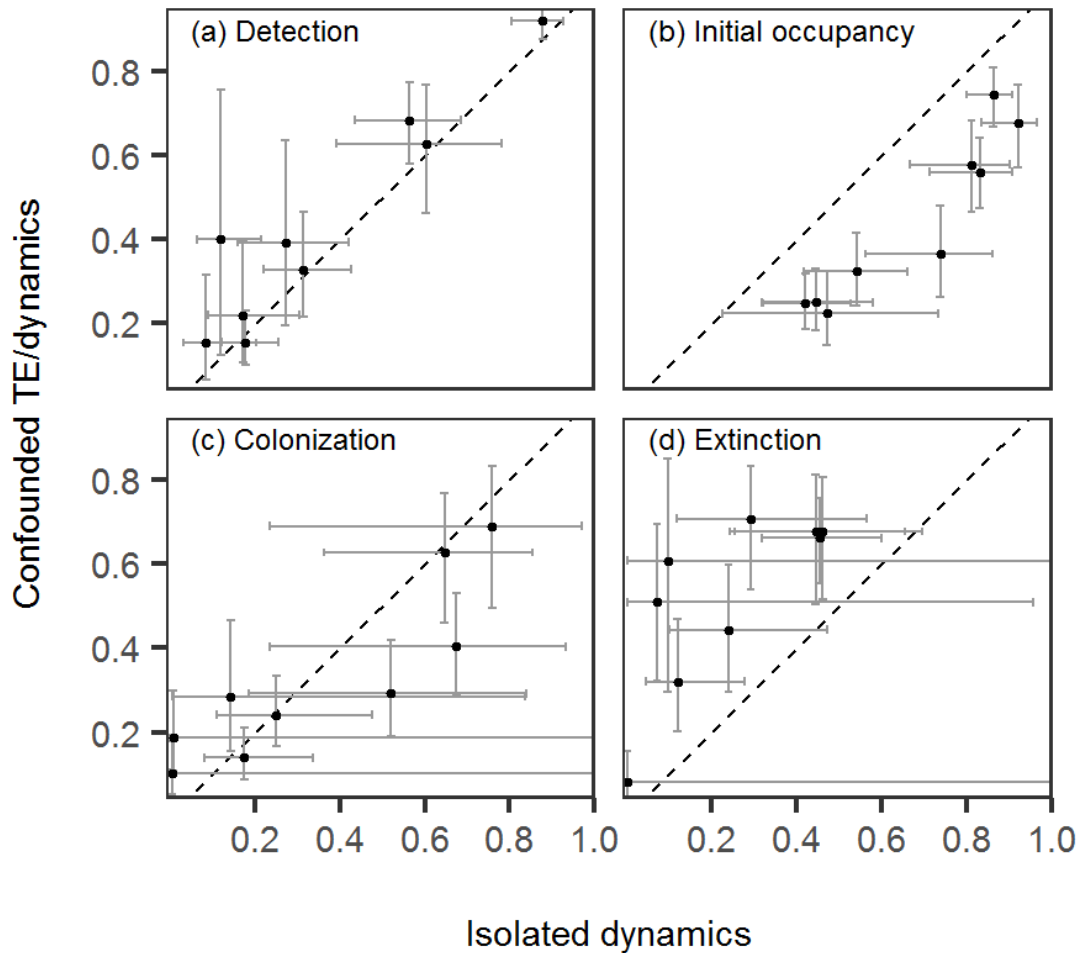 (a) Detection
(b) Initial occupancy
0.8
0.6
0.4
0.2
Confounded TE/dynamics
(c) Colonization
(d) Extinction
0.8
0.6
0.4
0.2
0.2 0.4 0.6 0.8 1.0
0.2 0.4 0.6 0.8 1.0
Isolated dynamics